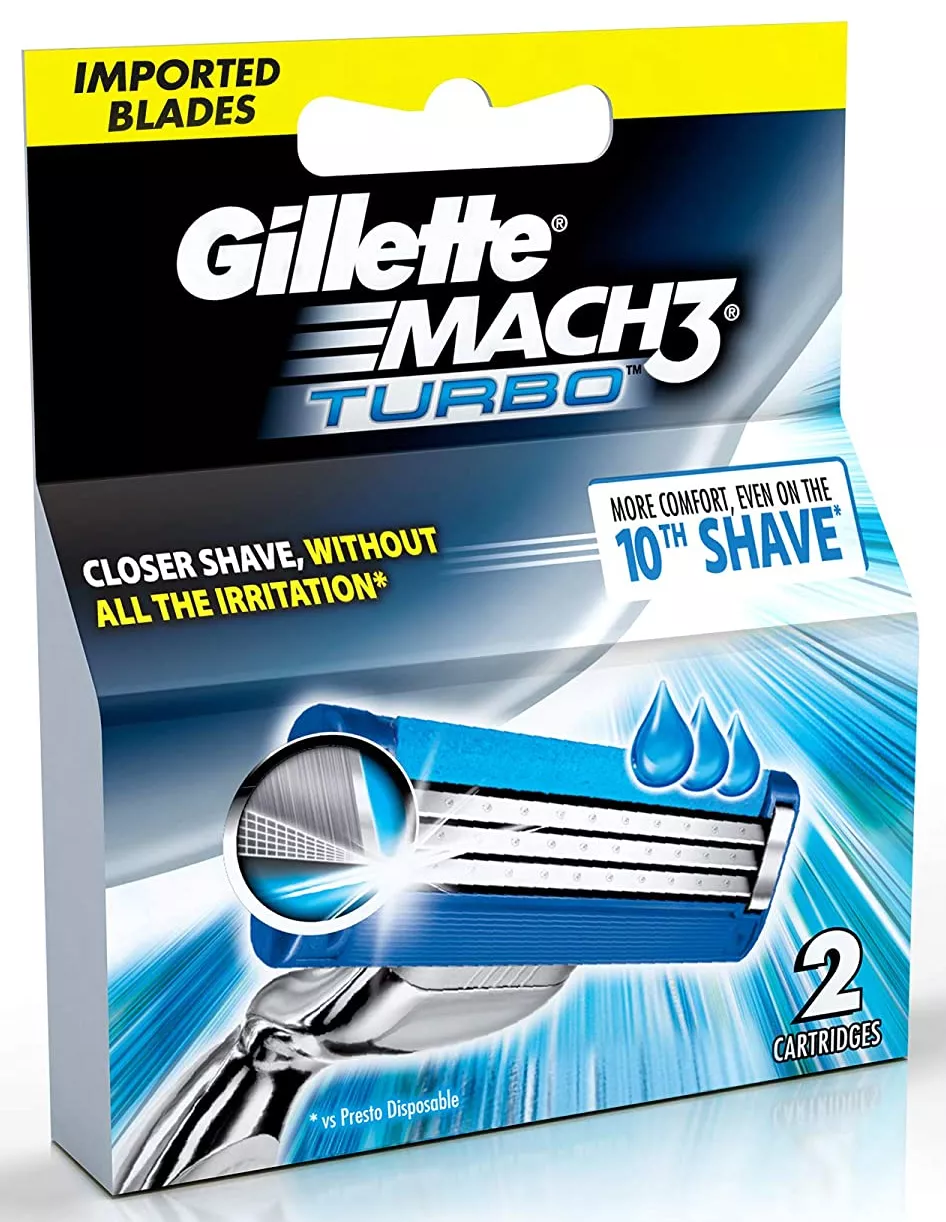 IMPORTED
BLADES
Gillette®
MACH3®
TURBO™
MORE COMFORT, EVEN ON THE
10TH SHAVE*
CLOSER SHAVE, WITHOUT
ALL THE IRRITATION*
2
CARTRIDGES
* vs Presto Disposable